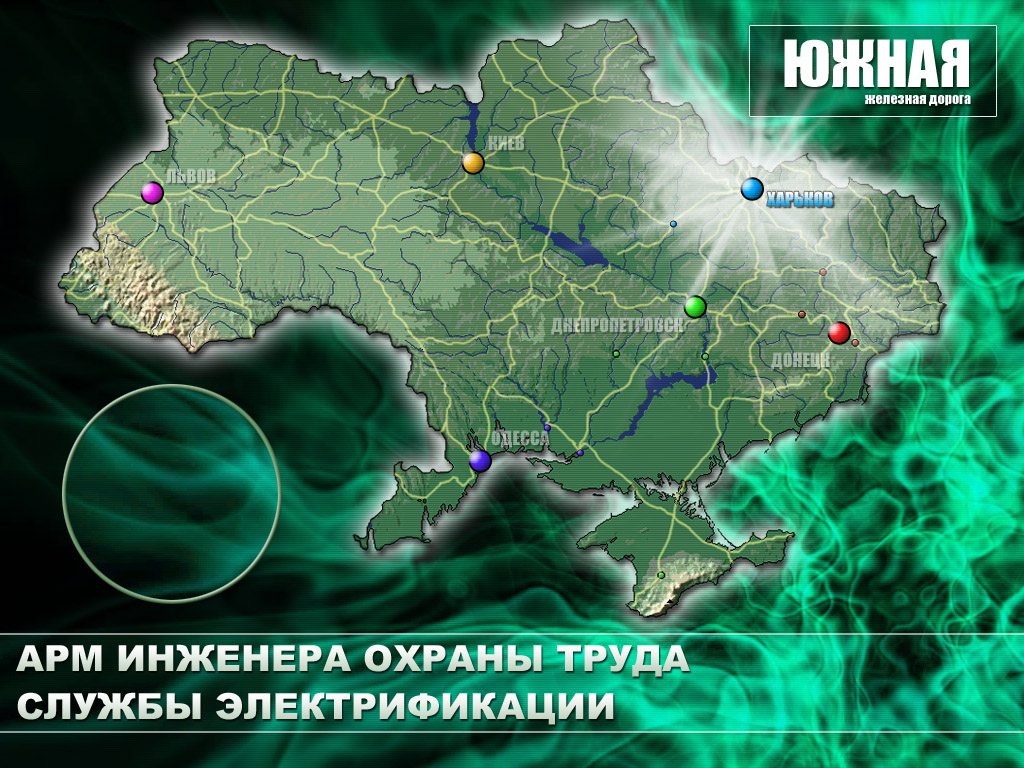 ЮЖНАЯ
железная дорога
КИЕВ
ЛЬВОВ
ХАРЬКОВ
ДНЕПРОПЕТРОВСК
ДОНЕЦК
ОДЕССА
АРМ ИНЖЕНЕРА ОХРАНЫ ТРУДА
СЛУЖБЫ ЭЛЕКТРИФИКАЦИИ